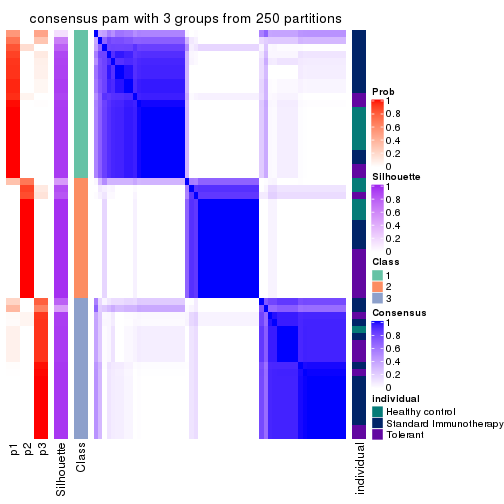 consensus pam with 3 groups from 250 partitions
Prob
1
0.8
0.6
0.4
0.2
0
Silhouette
1
0.8
0.6
0.4
0.2
0
Class
1
2
3
Consensus
1
0.8
0.6
0.4
0.2
0
individual
Healthy control
Standard Immunotherapy
Tolerant
p1
p2
p3
Silhouette
Class
individual